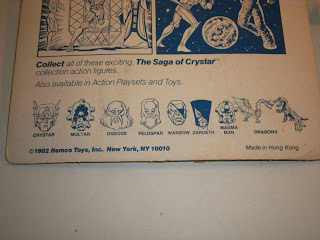 Collect all of these exciting, The Saga of Crystar™
collection action figures.
Also available in Action Playsets and Toys.
CRYSTAR MOLTAR OGEODE FELDSPAR WARBOW ZARDETH MAGMA MAN DRAGONS
©1982 Remco Toys, Inc. New York, NY 10010 Made in Hong Kong